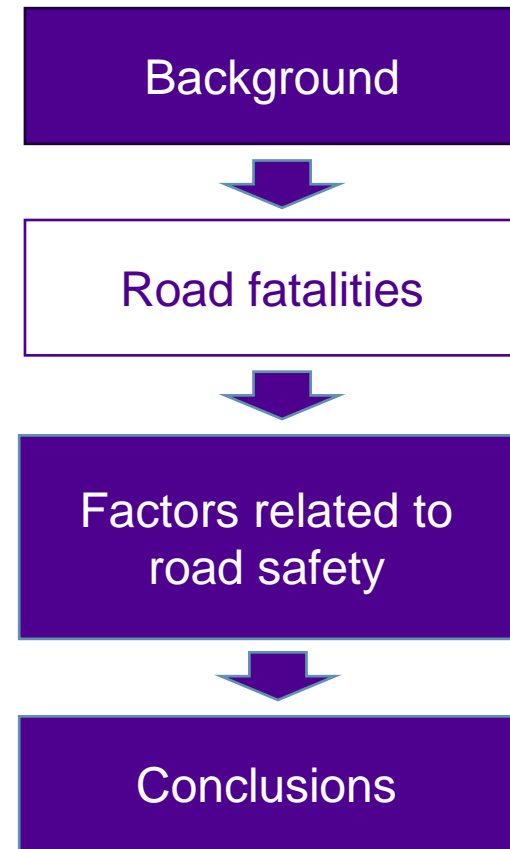 Background
Road fatalities
Factors related to
road safety
Conclusions